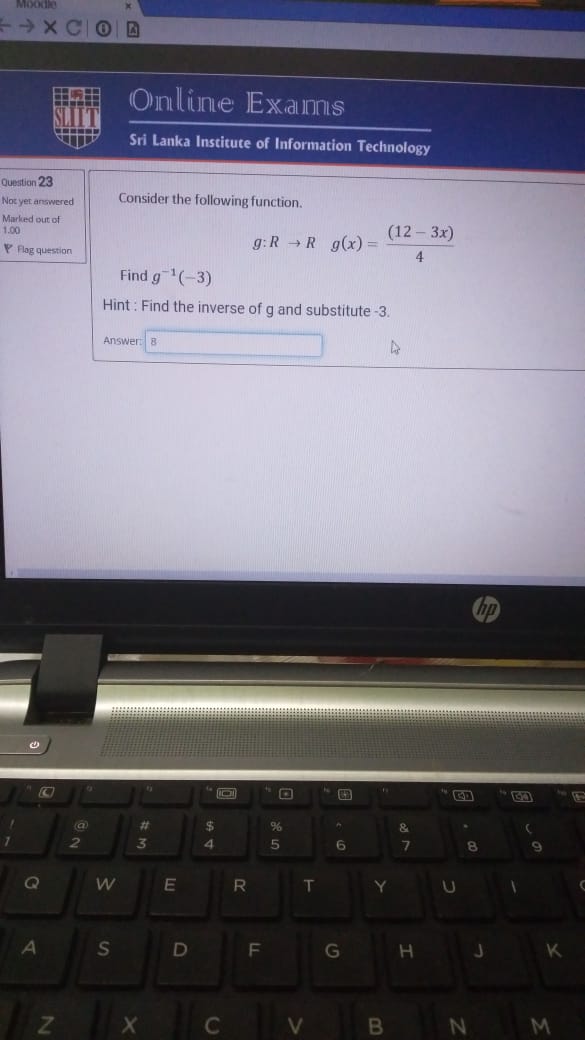 Moodle
SLIIT
Online Exams
Sri Lanka Institute of Information Technology
Question 23
Not yet answered
Marked out of
1.00
Flag question
Consider the following function.
g: R → R g(x) = (12 − 3x)
4
Find g⁻¹(−3)
Hint : Find the inverse of g and substitute -3.
Answer: 8
hp
! @ # $ % ^ & * (
1 2 3 4 5 6 7 8 9
Q W E R T Y U I
A S D F G H J K
Z X C V B N M